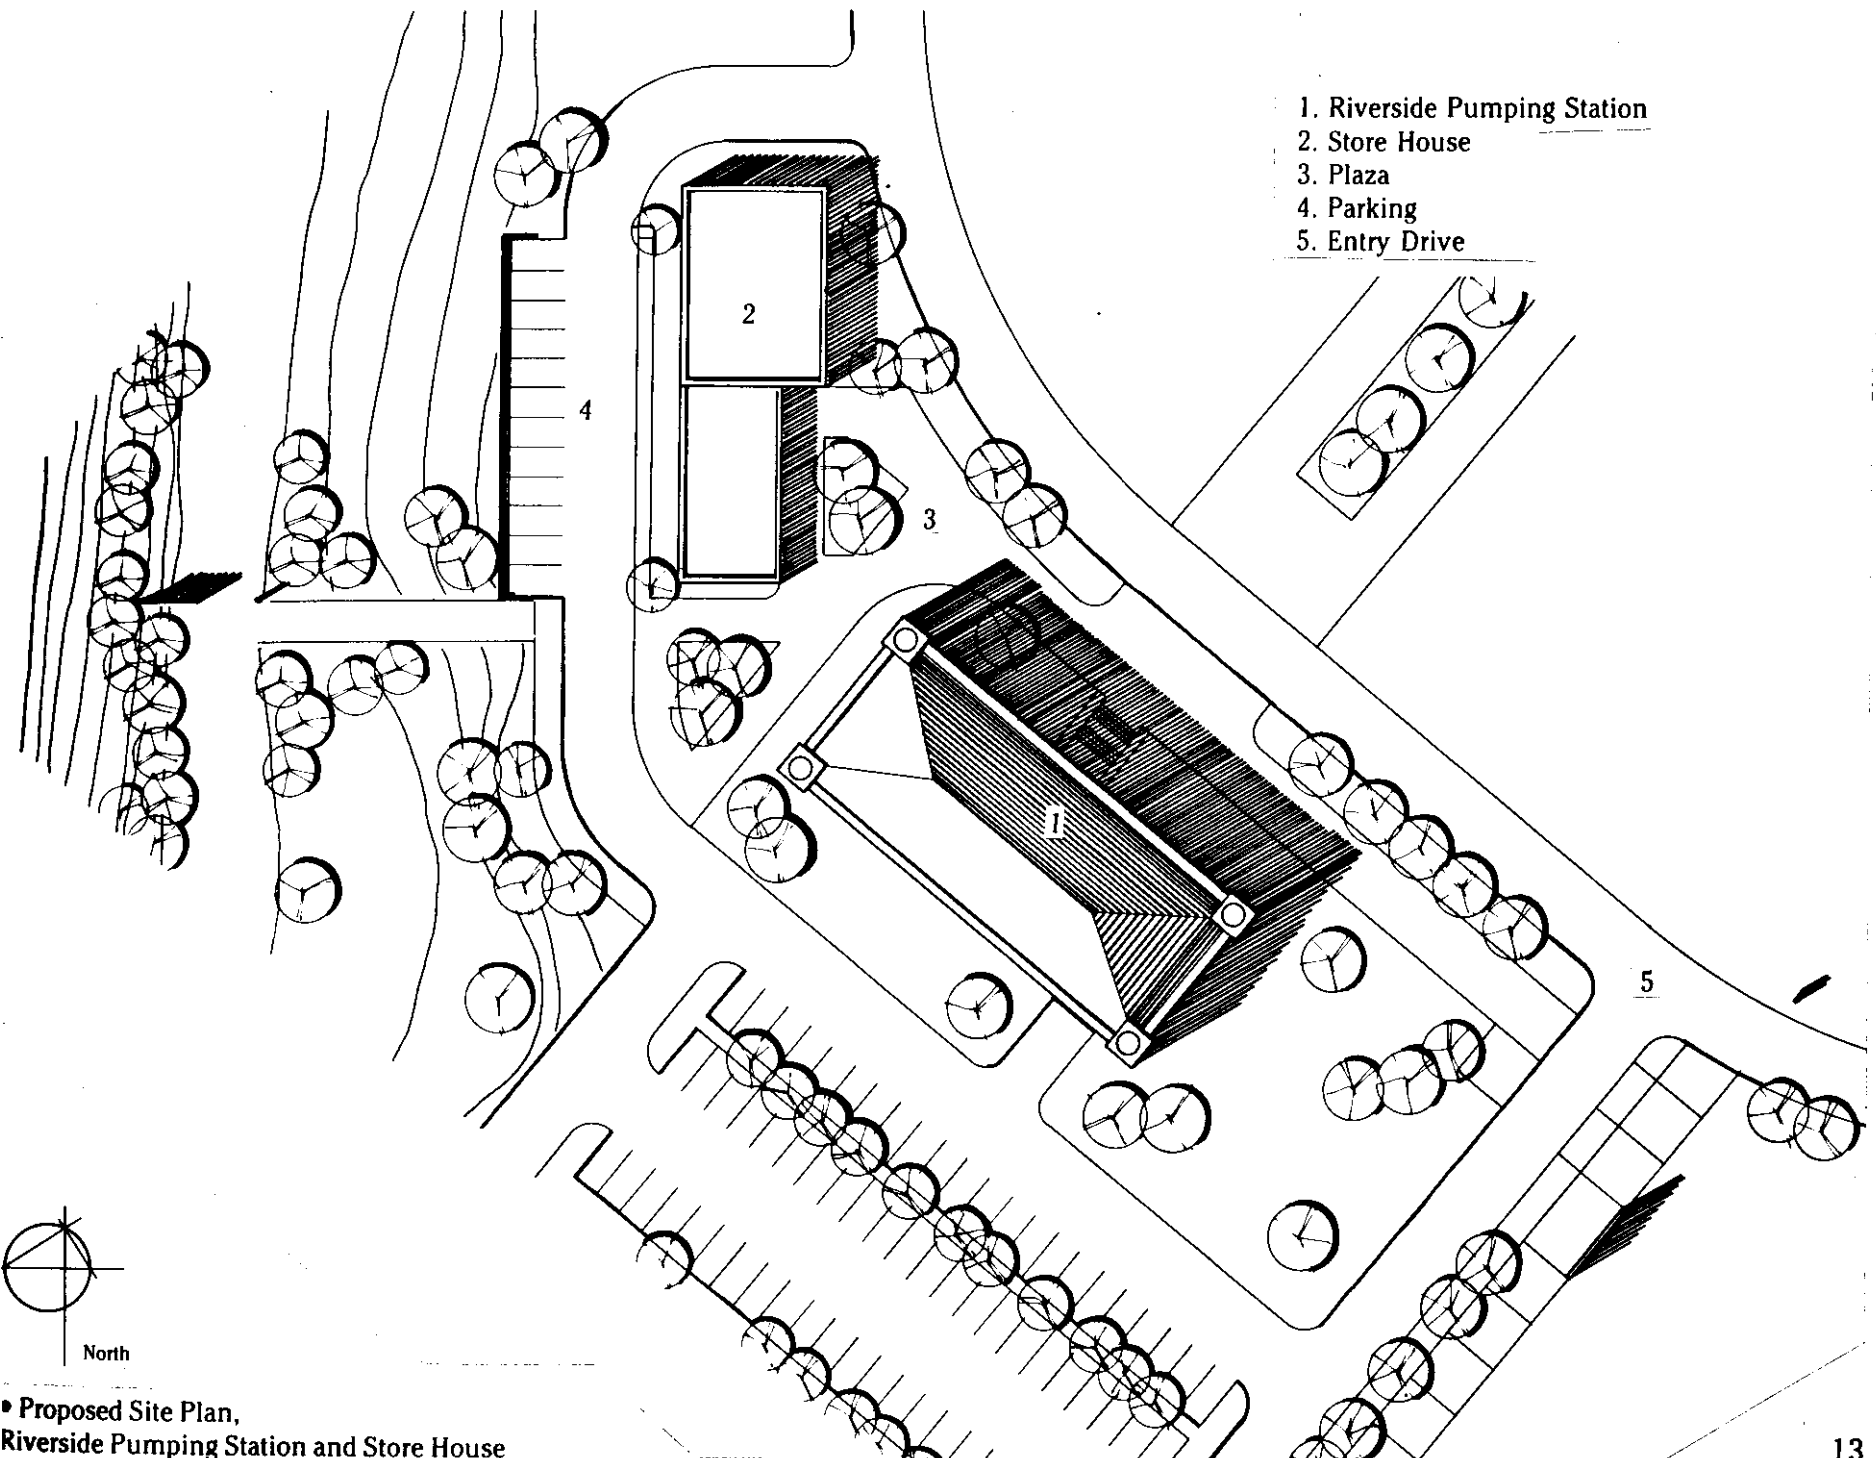 1. Riverside Pumping Station
2. Store House
3. Plaza
4. Parking
5. Entry Drive
2
4
3
1
5
North
• Proposed Site Plan,
Riverside Pumping Station and Store House
13